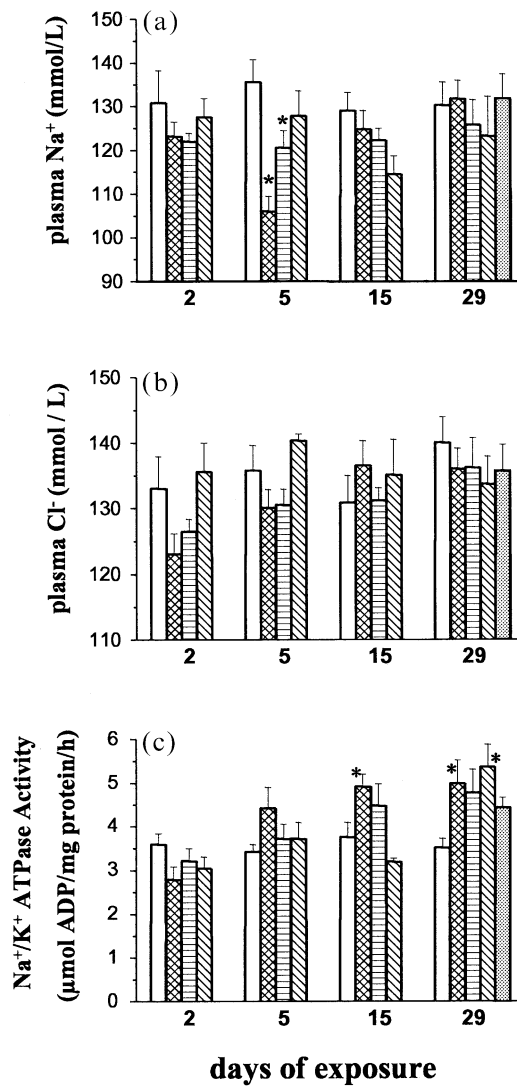 (a)
plasma Na⁺ (mmol/L)
150
140
130
120
110
100
90
*
*
2 5 15 29
(b)
plasma Cl⁻ (mmol / L)
150
140
130
120
110
2 5 15 29
(c)
Na⁺/K⁺ ATPase Activity
(µmol ADP/mg protein/h)
6
5
4
3
2
1
0
*
*
*
2 5 15 29
days of exposure